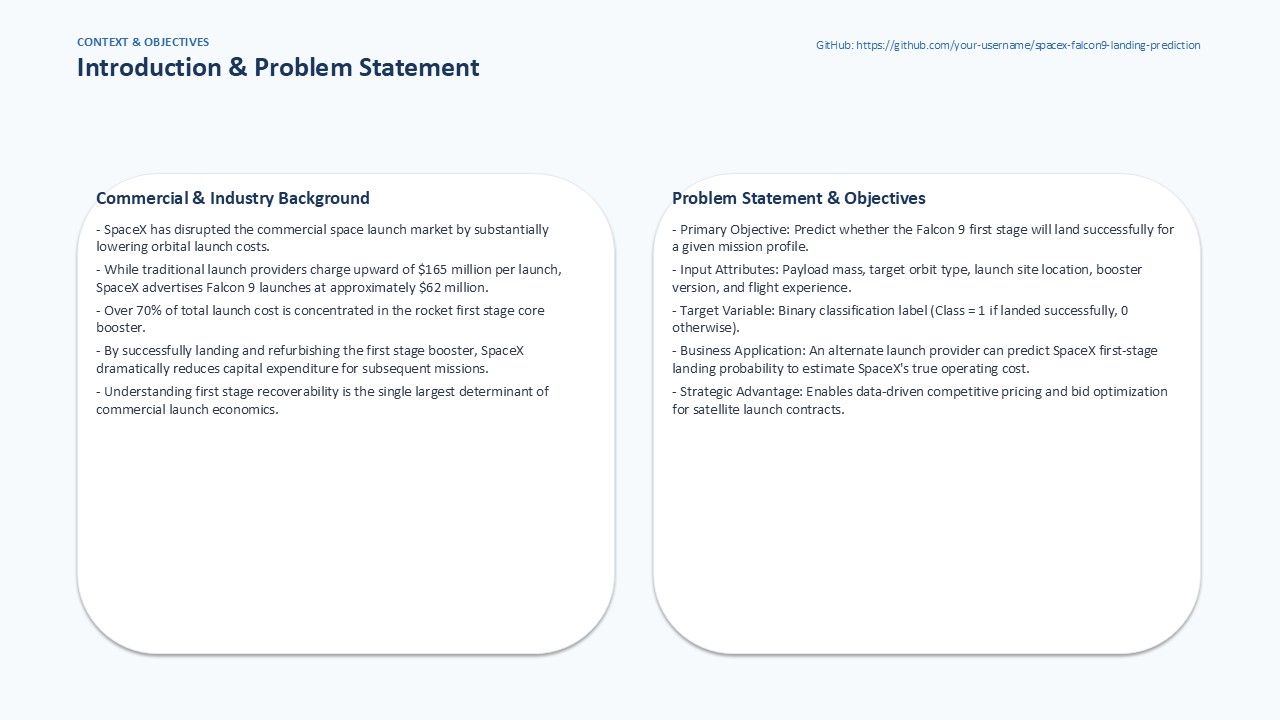 CONTEXT & OBJECTIVES
Introduction & Problem Statement
GitHub: https://github.com/your-username/spacex-falcon9-landing-prediction
Commercial & Industry Background
- SpaceX has disrupted the commercial space launch market by substantially
lowering orbital launch costs.
- While traditional launch providers charge upward of $165 million per launch,
SpaceX advertises Falcon 9 launches at approximately $62 million.
- Over 70% of total launch cost is concentrated in the rocket first stage core
booster.
- By successfully landing and refurbishing the first stage booster, SpaceX
dramatically reduces capital expenditure for subsequent missions.
- Understanding first stage recoverability is the single largest determinant of
commercial launch economics.
Problem Statement & Objectives
- Primary Objective: Predict whether the Falcon 9 first stage will land successfully for
a given mission profile.
- Input Attributes: Payload mass, target orbit type, launch site location, booster
version, and flight experience.
- Target Variable: Binary classification label (Class = 1 if landed successfully, 0
otherwise).
- Business Application: An alternate launch provider can predict SpaceX first-stage
landing probability to estimate SpaceX's true operating cost.
- Strategic Advantage: Enables data-driven competitive pricing and bid optimization
for satellite launch contracts.